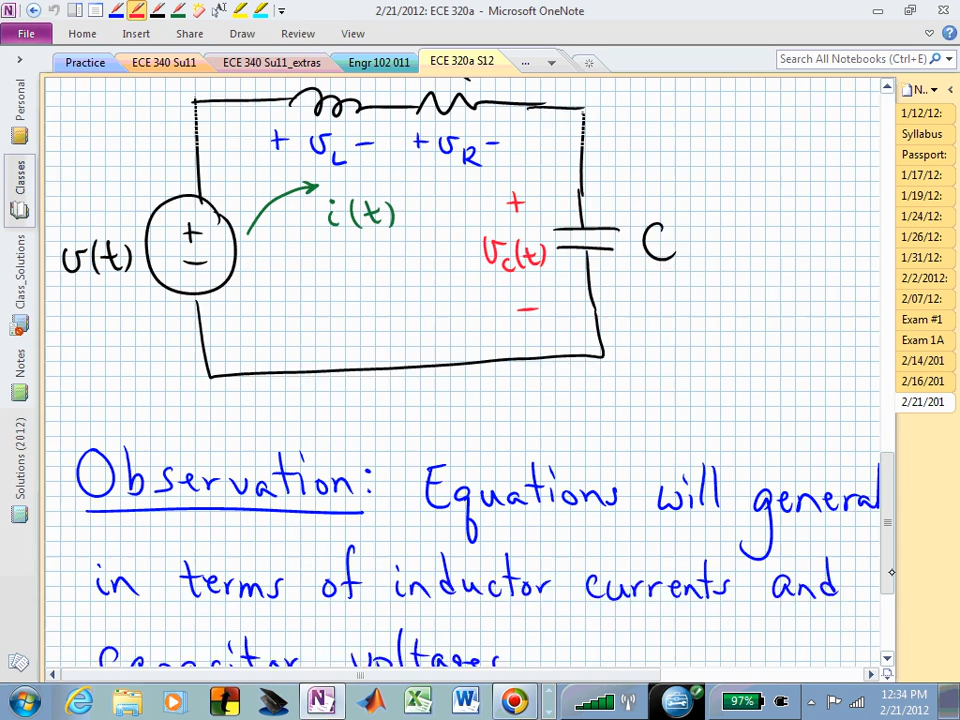 2/21/2012: ECE 320a - Microsoft OneNote
File Home Insert Share Draw Review View
Practice ECE 340 Su11 ECE 340 Su11_extras Engr 102 011 ECE 320a S12 ...
Search All Notebooks (Ctrl+E)
N..
Personal
Classes
Class_Solutions
Notes
Solutions (2012)
+ v_L - + v_R -
i(t)
v(t)
+
-
+
v_c(t)
-
C
Observation: Equations will general
in terms of inductor currents and
capacitor voltages
1/12/12:
Syllabus
Passport:
1/17/12:
1/19/12:
1/24/12:
1/26/12:
1/31/12:
2/2/2012:
2/07/12:
Exam #1
Exam 1A
2/14/201
2/16/201
2/21/201
97%
12:34 PM
2/21/2012